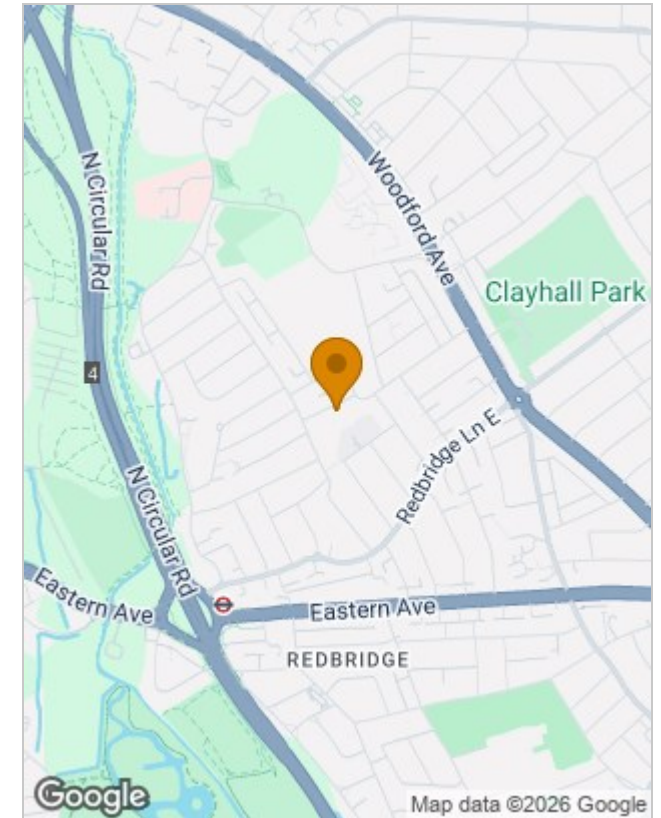 N Circular Rd
Woodford Ave
Clayhall Park
4
Redbridge Ln E
N Circular Rd
Eastern Ave
Eastern Ave
REDBRIDGE
Google
Map data ©2026 Google